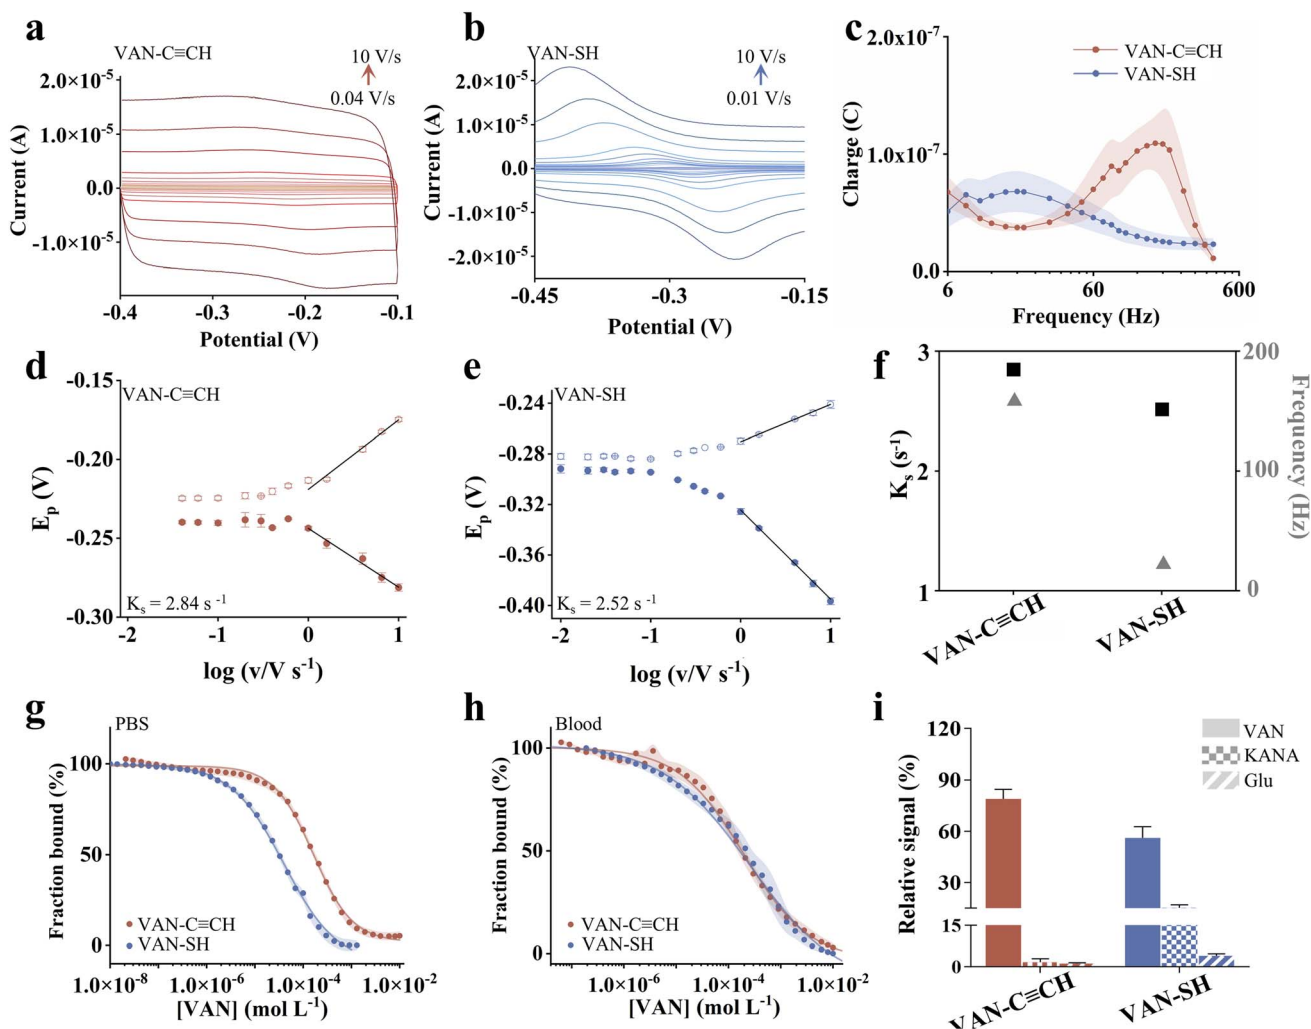 a
VAN-C≡CH
10 V/s
0.04 V/s
2.0×10⁻⁵
1.0×10⁻⁵
0.0
-1.0×10⁻⁵
Current (A)
-0.4
-0.3
-0.2
-0.1
Potential (V)
b
VAN-SH
10 V/s
0.01 V/s
2.0×10⁻⁵
1.0×10⁻⁵
0.0
-1.0×10⁻⁵
-2.0×10⁻⁵
Current (A)
-0.45
-0.3
-0.15
Potential (V)
c
VAN-C≡CH
VAN-SH
2.0x10⁻⁷
1.0x10⁻⁷
0.0
Charge (C)
6
60
600
Frequency (Hz)
d
VAN-C≡CH
-0.15
-0.20
-0.25
-0.30
Eₚ (V)
Kₛ = 2.84 s ⁻¹
-2
-1
0
1
log (v/V s⁻¹)
e
VAN-SH
-0.24
-0.28
-0.32
-0.36
-0.40
Eₚ (V)
Kₛ = 2.52 s ⁻¹
-2
-1
0
1
log (v/V s⁻¹)
f
3
2
1
Kₛ (s⁻¹)
200
100
0
Frequency (Hz)
VAN-C≡CH
VAN-SH
g
PBS
100
50
0
Fraction bound (%)
VAN-C≡CH
VAN-SH
1.0×10⁻⁸
1.0×10⁻⁶
1.0×10⁻⁴
1.0×10⁻²
[VAN] (mol L⁻¹)
h
Blood
100
50
0
Fraction bound (%)
VAN-C≡CH
VAN-SH
1.0×10⁻⁶
1.0×10⁻⁴
1.0×10⁻²
[VAN] (mol L⁻¹)
i
120
90
60
30
15
0
Relative signal (%)
VAN
KANA
Glu
VAN-C≡CH
VAN-SH